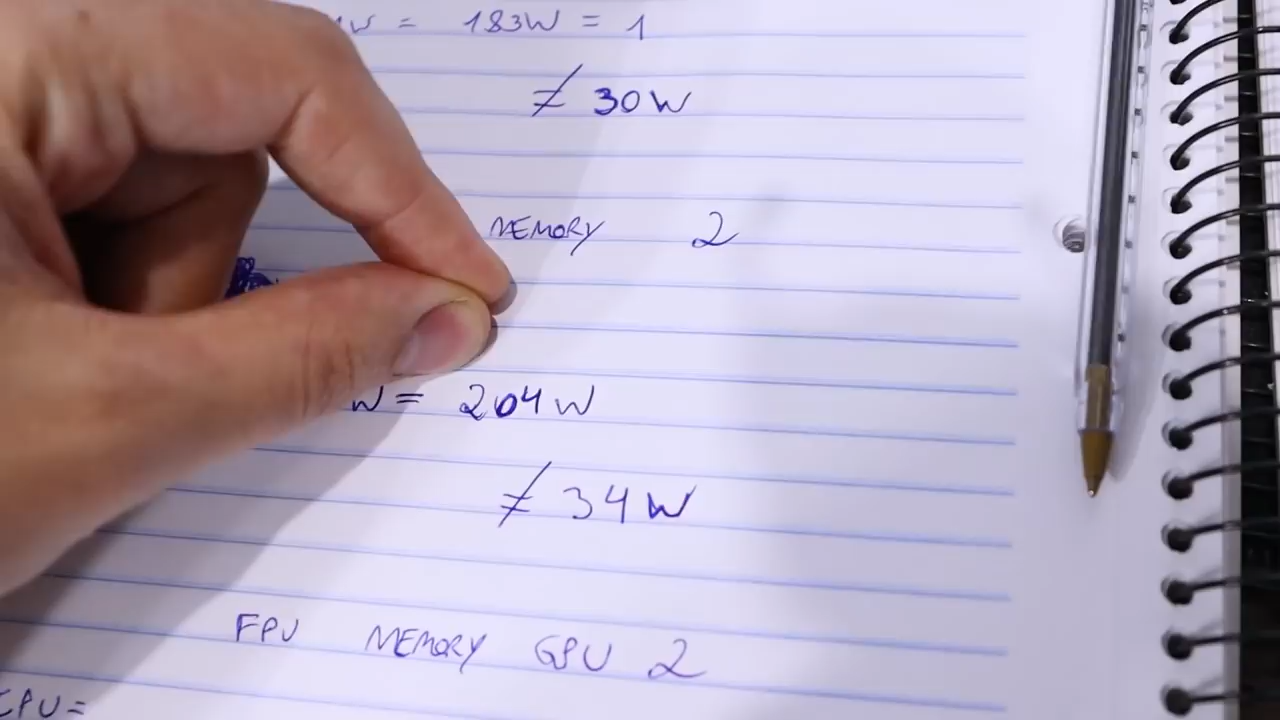 W = 183W = 1
≠ 30W
MEMORY 2
W = 204W
≠ 34W
FPU MEMORY GPU 2
CPU=